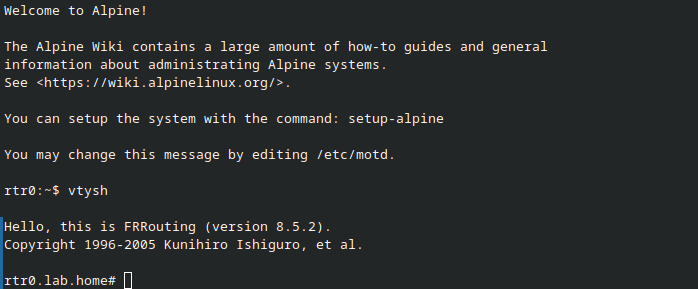 Welcome to Alpine!
The Alpine Wiki contains a large amount of how-to guides and general
information about administrating Alpine systems.
See <https://wiki.alpinelinux.org/>.
You can setup the system with the command: setup-alpine
You may change this message by editing /etc/motd.
rtr0:~$ vtysh
Hello, this is FRRouting (version 8.5.2).
Copyright 1996-2005 Kunihiro Ishiguro, et al.
rtr0.lab.home#